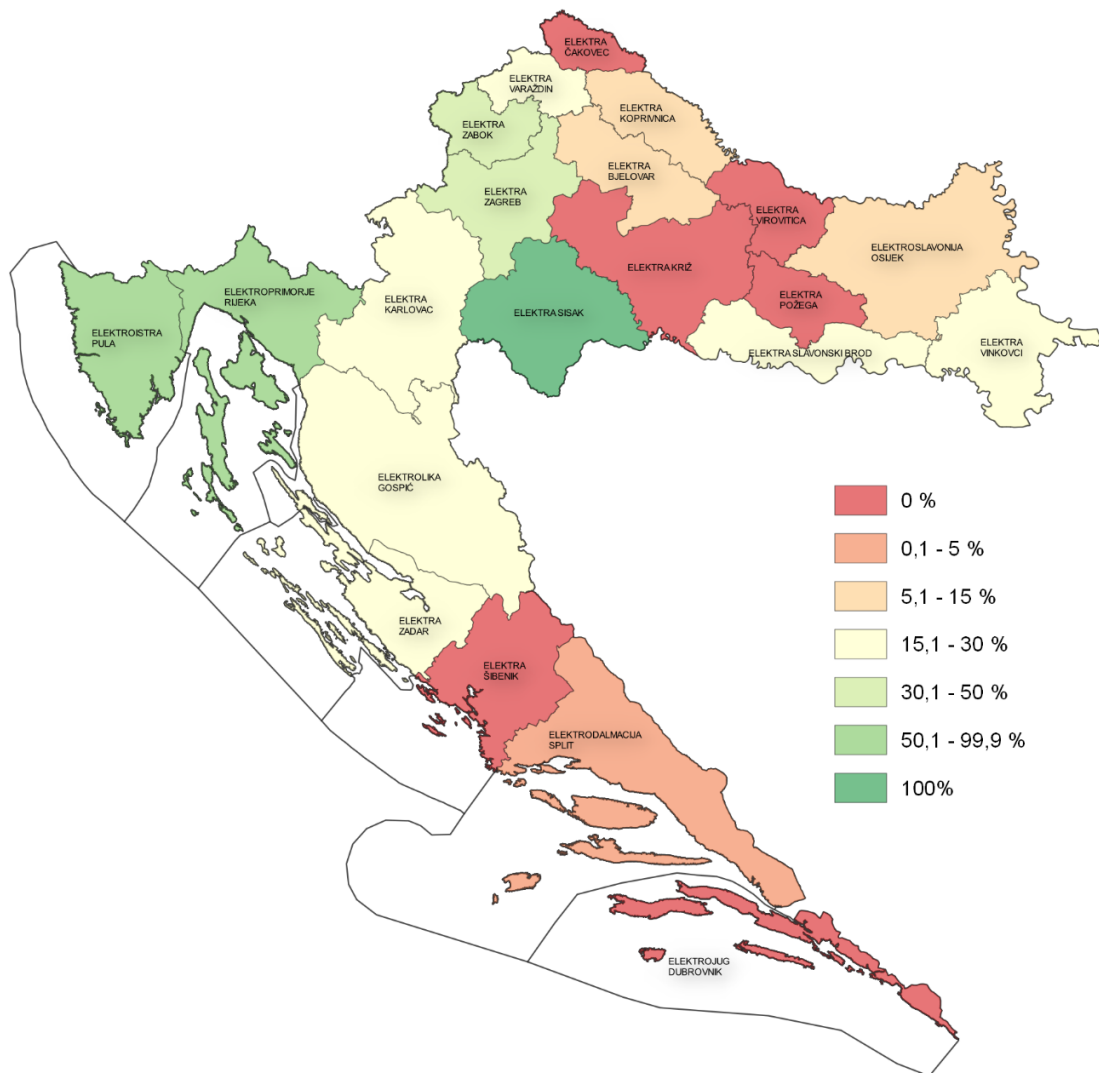 ELEKTRA
ČAKOVEC
ELEKTRA
VARAŽDIN
ELEKTRA
KOPRIVNICA
ELEKTRA
ZABOK
ELEKTRA
BJELOVAR
ELEKTRA
ZAGREB
ELEKTRA
VIROVITICA
ELEKTROSLAVONIJA
OSIJEK
ELEKTRA KRIŽ
ELEKTROPRIMORJE
RIJEKA
ELEKTRA
KARLOVAC
ELEKTRA SISAK
ELEKTRA
POŽEGA
ELEKTROISTRA
PULA
ELEKTRA SLAVONSKI BROD
ELEKTRA
VINKOVCI
ELEKTROLIKA
GOSPIĆ
ELEKTRA
ZADAR
ELEKTRA
ŠIBENIK
ELEKTRODALMACIJA
SPLIT
ELEKTROJUG
DUBROVNIK
0 %
0,1 - 5 %
5,1 - 15 %
15,1 - 30 %
30,1 - 50 %
50,1 - 99,9 %
100%